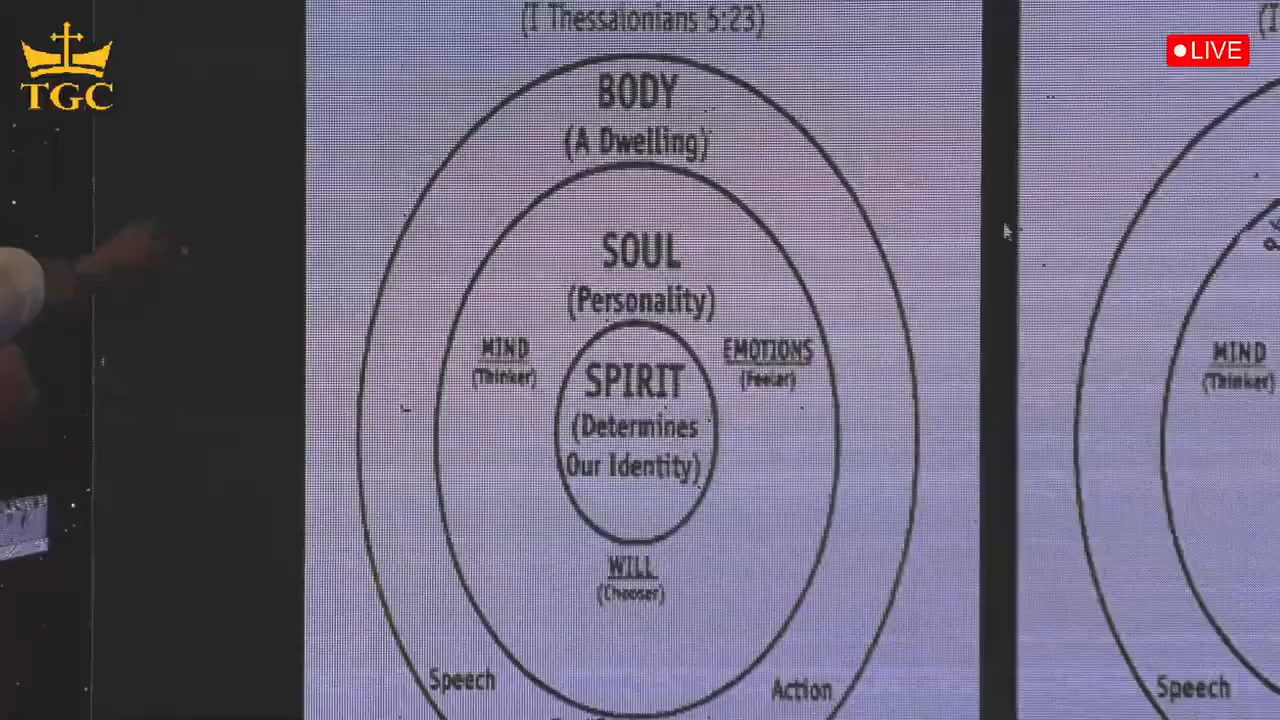 TGC
LIVE
(I Thessalonians 5:23)
BODY
(A Dwelling)
SOUL
(Personality)
MIND
(Thinker)
EMOTIONS
(Feeler)
SPIRIT
(Determines
Our Identity)
WILL
(Chooser)
Speech
Action
(I
MIND
(Thinker)
Speech